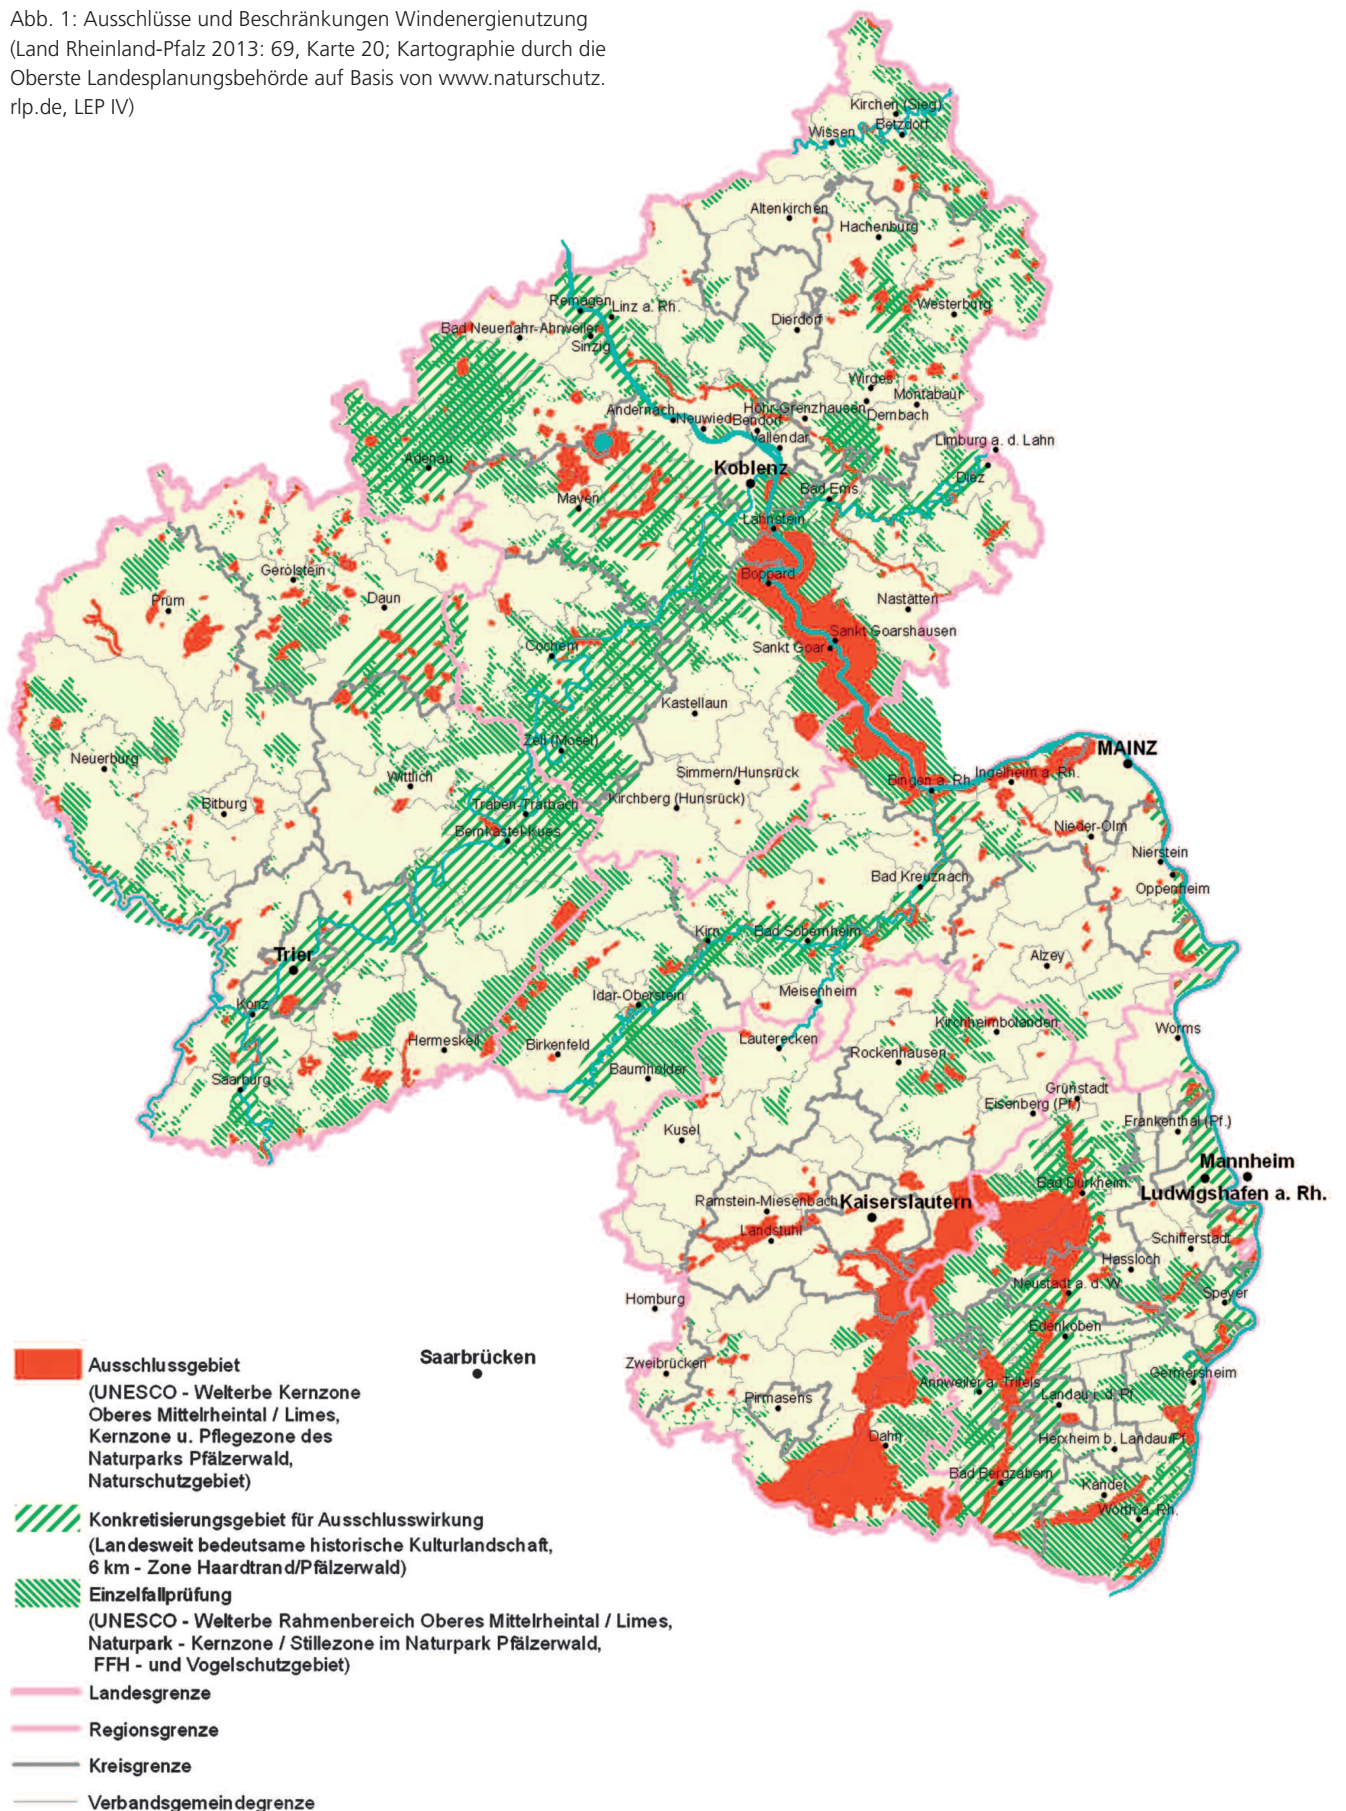 Abb. 1: Ausschlüsse und Beschränkungen Windenergienutzung
(Land Rheinland-Pfalz 2013: 69, Karte 20; Kartographie durch die
Oberste Landesplanungsbehörde auf Basis von www.naturschutz.
rlp.de, LEP IV)
Kirchen (Sieg)
Betzdorf
Wissen
Altenkirchen
Hachenburg
Remagen
Linz a. Rh.
Westerburg
Dierdorf
Bad Neuenahr-Ahrweiler
Sinzig
Wirges
Montabaur
Andernach
Neuwied
Bendorf
Höhr-Grenzhausen
Dernbach
Vallendar
Limburg a. d. Lahn
Adenau
Koblenz
Diez
Mayen
Bad Ems
Lahnstein
Gerolstein
Boppard
Prüm
Daun
Nastätten
Sankt Goarshausen
Cochem
Sankt Goar
Kastellaun
Zell (Mosel)
MAINZ
Neuerburg
Wittlich
Simmern/Hunsrück
Bingen a. Rh.
Ingelheim a. Rh.
Bitburg
Traben-Trarbach
Kirchberg (Hunsrück)
Bernkastel-Kues
Nieder-Olm
Nierstein
Bad Kreuznach
Oppenheim
Kirn
Bad Sobernheim
Trier
Alzey
Konz
Idar-Oberstein
Meisenheim
Kirchheimbolanden
Worms
Hermeskeil
Birkenfeld
Lauterecken
Rockenhausen
Saarburg
Baumholder
Grünstadt
Eisenberg (Pf.)
Kusel
Frankenthal (Pf.)
Mannheim
Bad Dürkheim
Ludwigshafen a. Rh.
Ramstein-Miesenbach
Kaiserslautern
Landstuhl
Schifferstadt
Hassloch
Neustadt a. d. W.
Homburg
Speyer
Edenkoben
Saarbrücken
Zweibrücken
Germersheim
Annweiler a. Trifels
Landau i. d. Pf.
Pirmasens
Dahn
Herxheim b. Landau/Pf.
Bad Bergzabern
Kandel
Wörth a. Rh.
Ausschlussgebiet
(UNESCO - Welterbe Kernzone
Oberes Mittelrheintal / Limes,
Kernzone u. Pflegezone des
Naturparks Pfälzerwald,
Naturschutzgebiet)
Konkretisierungsgebiet für Ausschlusswirkung
(Landesweit bedeutsame historische Kulturlandschaft,
6 km - Zone Haardtrand/Pfälzerwald)
Einzelfallprüfung
(UNESCO - Welterbe Rahmenbereich Oberes Mittelrheintal / Limes,
Naturpark - Kernzone / Stillezone im Naturpark Pfälzerwald,
FFH - und Vogelschutzgebiet)
Landesgrenze
Regionsgrenze
Kreisgrenze
Verbandsgemeindegrenze